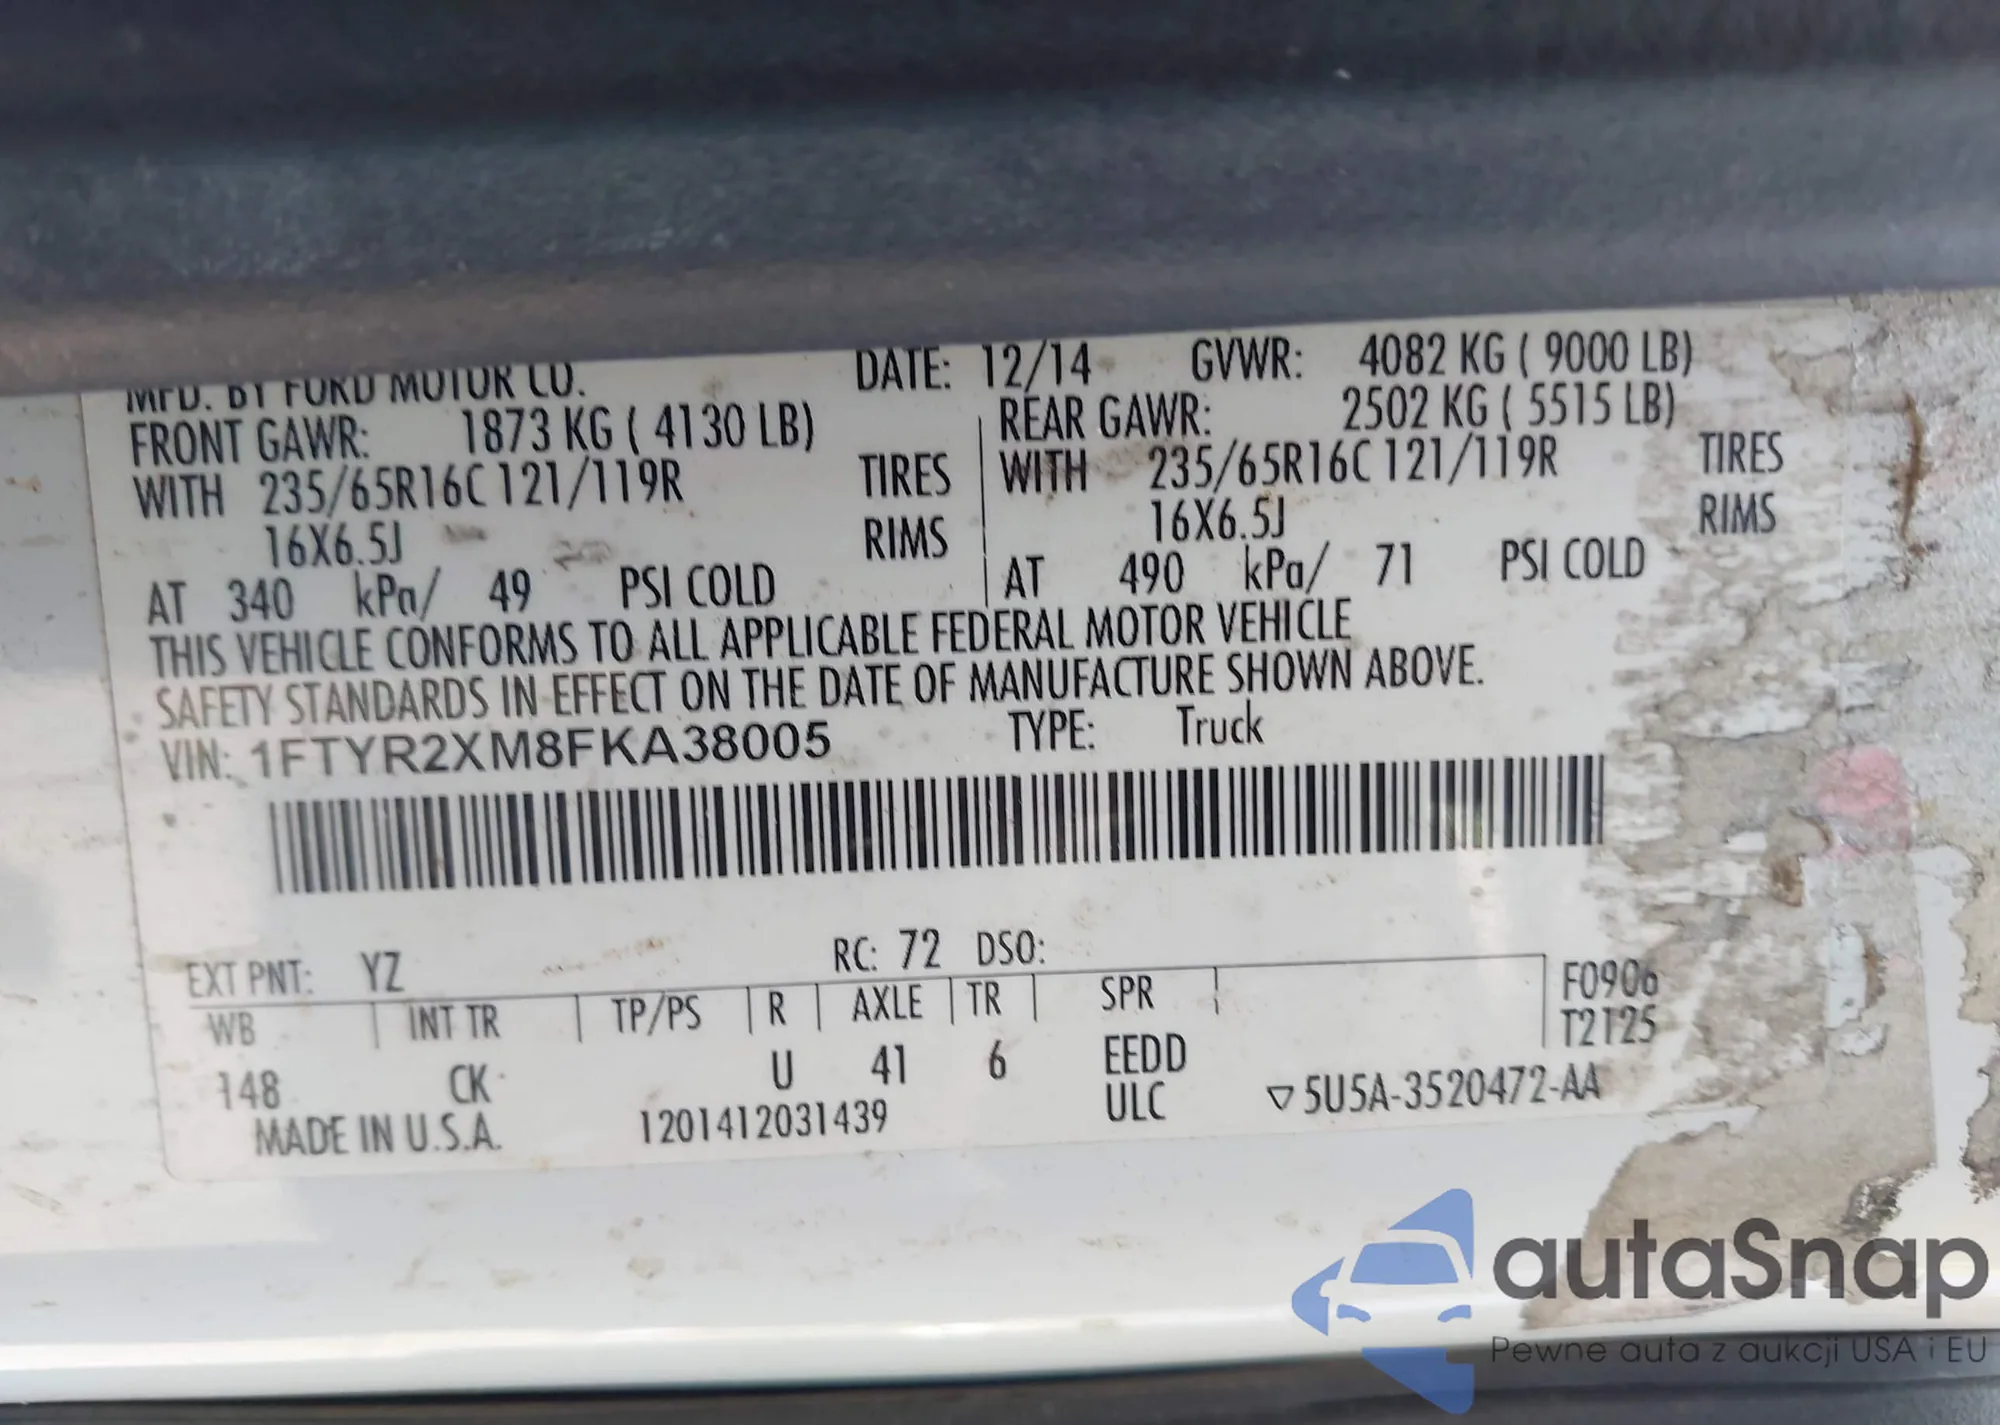 MFD. BY FORD MOTOR CO. DATE: 12/14 GVWR: 4082 KG ( 9000 LB)
FRONT GAWR: 1873 KG ( 4130 LB) REAR GAWR: 2502 KG ( 5515 LB)
WITH 235/65R16C 121/119R TIRES WITH 235/65R16C 121/119R TIRES
16X6.5J RIMS 16X6.5J RIMS
AT 340 kPa/ 49 PSI COLD AT 490 kPa/ 71 PSI COLD
THIS VEHICLE CONFORMS TO ALL APPLICABLE FEDERAL MOTOR VEHICLE
SAFETY STANDARDS IN EFFECT ON THE DATE OF MANUFACTURE SHOWN ABOVE.
VIN: 1FTYR2XM8FKA38005 TYPE: Truck
EXT PNT: YZ RC: 72 DSO:
WB INT TR TP/PS R AXLE TR SPR F0906
T2125
148 CK U 41 6 EEDD
ULC ▽5U5A-3520472-AA
MADE IN U.S.A. 1201412031439
autaSnap
Pewne auta z aukcji USA i EU